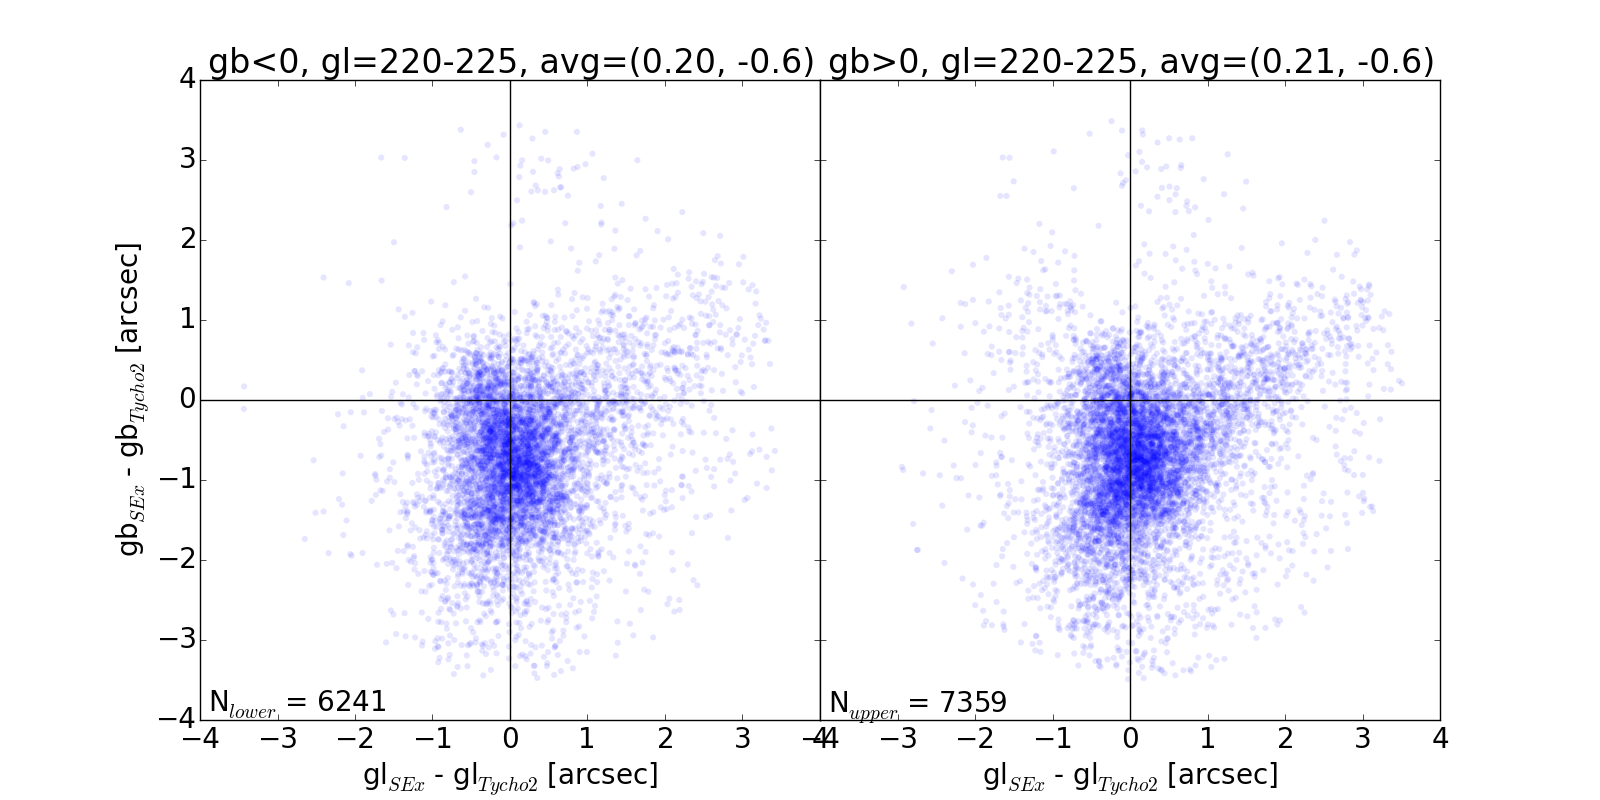 gb<0, gl=220-225, avg=(0.20, -0.6)
gb>0, gl=220-225, avg=(0.21, -0.6)
4
3
2
1
0
−1
−2
−3
−4
gb_SEx - gb_Tycho2 [arcsec]
N_lower = 6241
N_upper = 7359
−4 −3 −2 −1 0 1 2 3 4
−4 −3 −2 −1 0 1 2 3 4
gl_SEx - gl_Tycho2 [arcsec]
gl_SEx - gl_Tycho2 [arcsec]